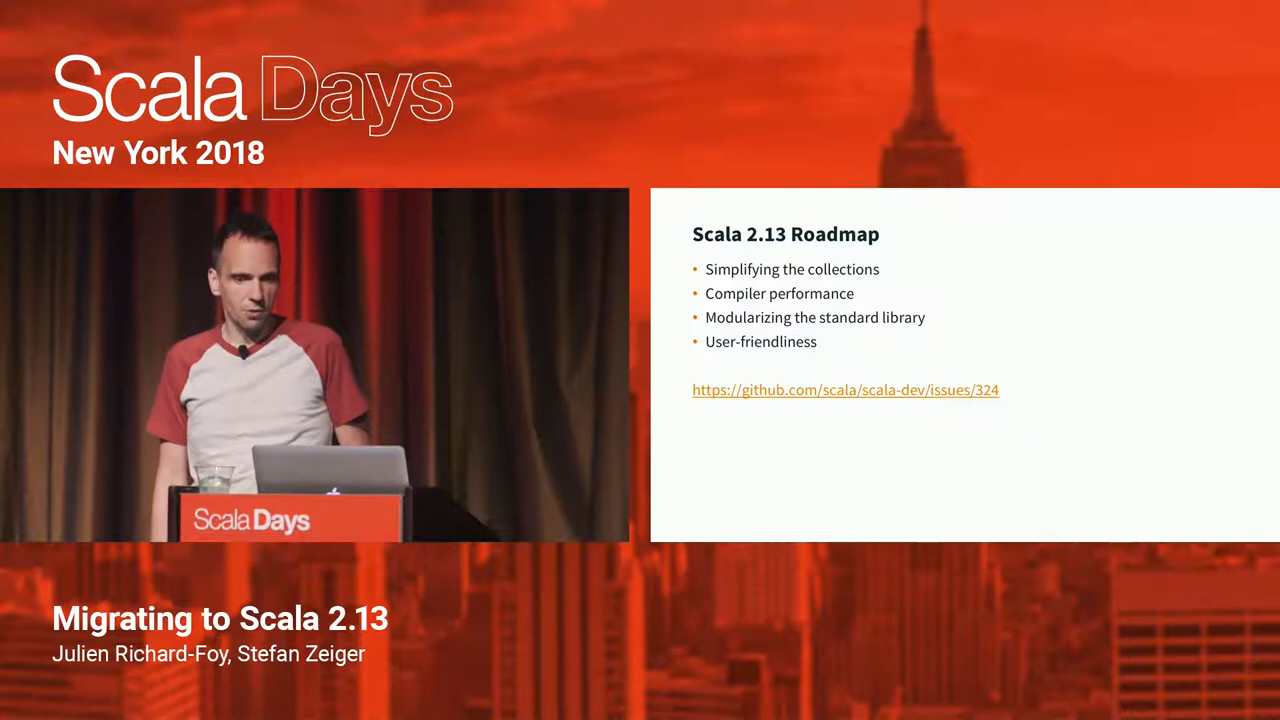 Scala Days
New York 2018
Scala 2.13 Roadmap
• Simplifying the collections
• Compiler performance
• Modularizing the standard library
• User-friendliness
https://github.com/scala/scala-dev/issues/324
Scala Days
Migrating to Scala 2.13
Julien Richard-Foy, Stefan Zeiger